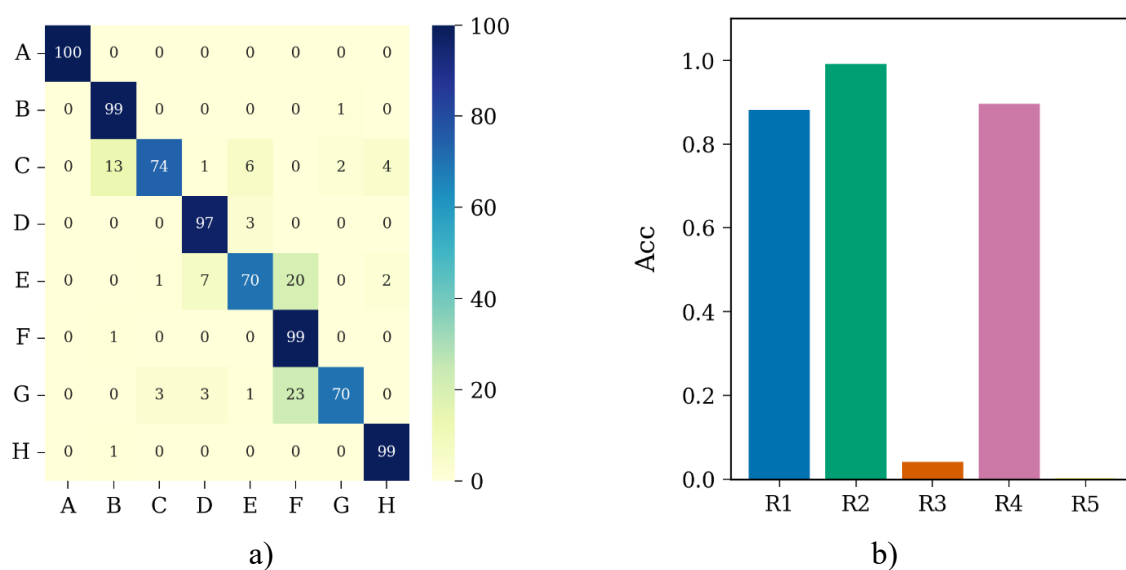 A 100 0 0 0 0 0 0 0
B 0 99 0 0 0 0 1 0
C 0 13 74 1 6 0 2 4
D 0 0 0 97 3 0 0 0
E 0 0 1 7 70 20 0 2
F 0 1 0 0 0 99 0 0
G 0 0 3 3 1 23 70 0
H 0 1 0 0 0 0 0 99
A B C D E F G H
100
80
60
40
20
0
a)
Acc
1.0
0.8
0.6
0.4
0.2
0.0
R1 R2 R3 R4 R5
b)